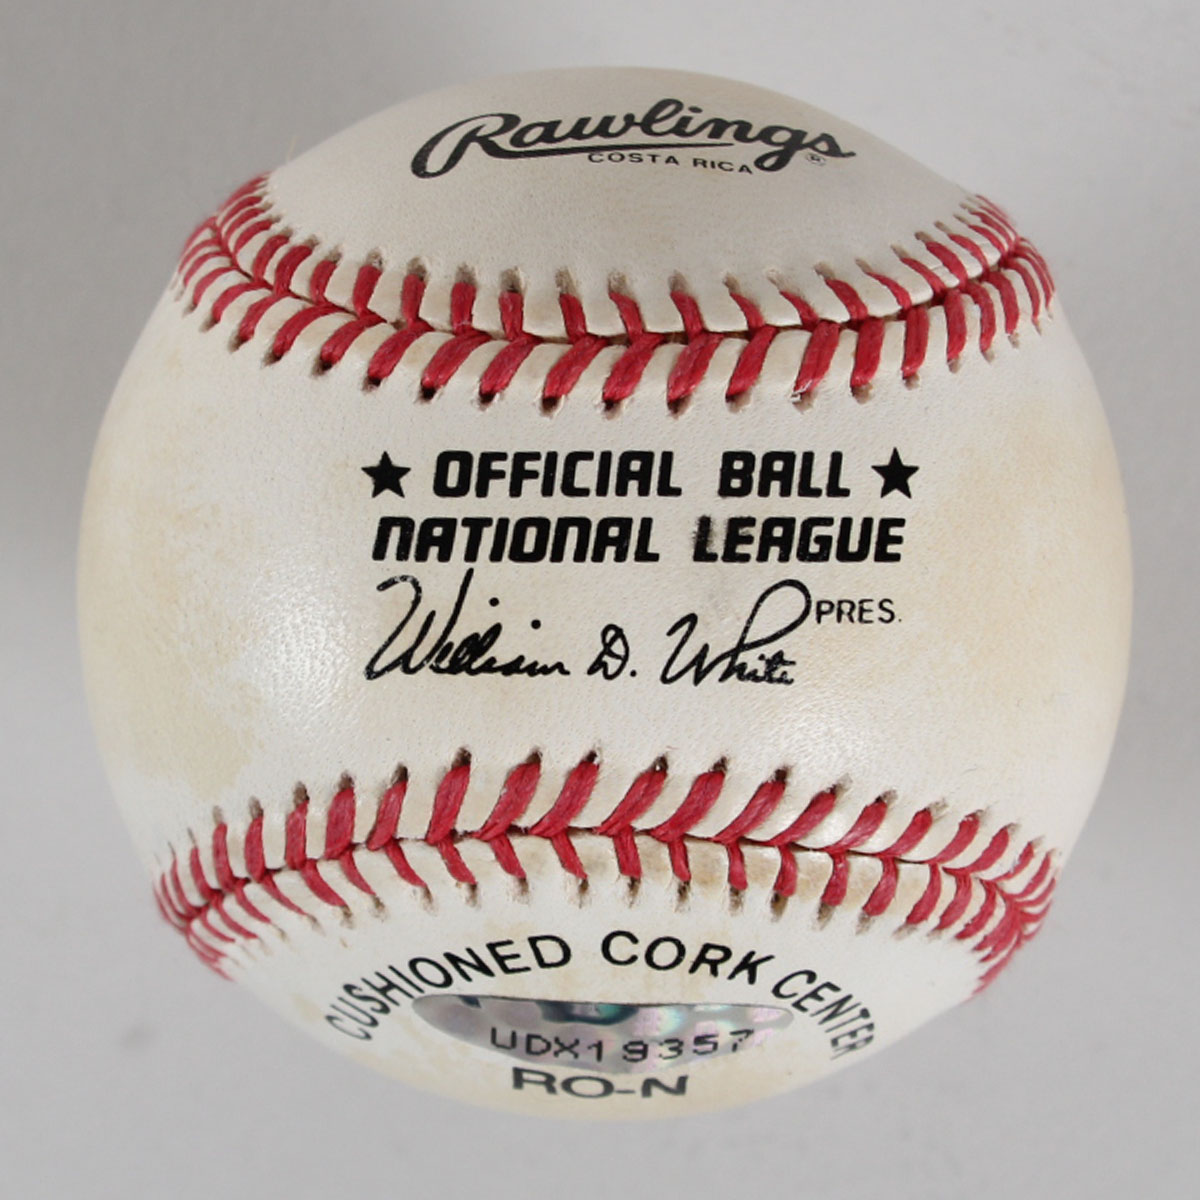 Rawlings®
COSTA RICA
★ OFFICIAL BALL ★
NATIONAL LEAGUE
William D. White PRES.
CUSHIONED CORK CENTER
UDX19357
RO-N